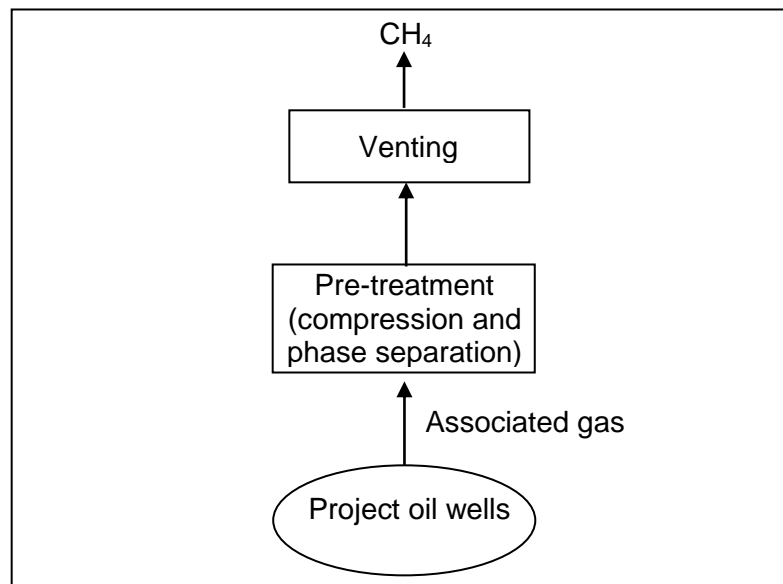 CH₄
Venting
Pre-treatment
(compression and
phase separation)
Associated gas
Project oil wells